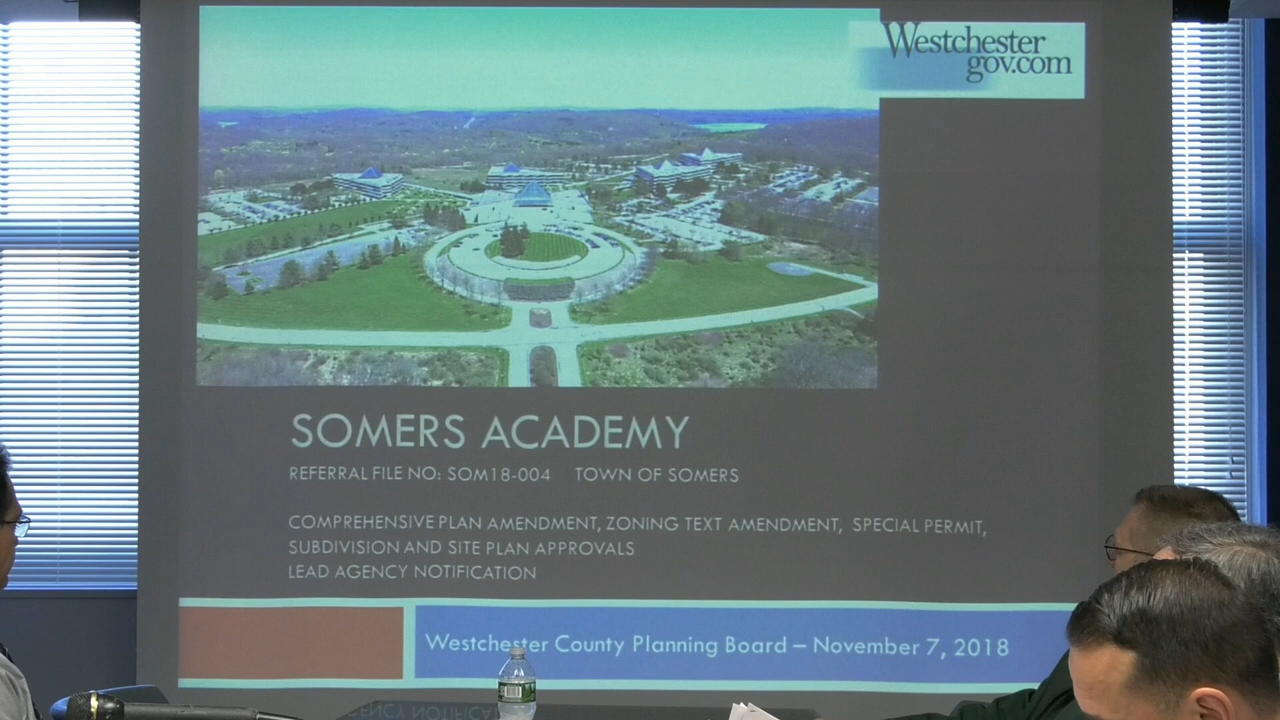 Westchester
gov.com
SOMERS ACADEMY
REFERRAL FILE NO: SOM18-004 TOWN OF SOMERS
COMPREHENSIVE PLAN AMENDMENT, ZONING TEXT AMENDMENT, SPECIAL PERMIT,
SUBDIVISION AND SITE PLAN APPROVALS
LEAD AGENCY NOTIFICATION
Westchester County Planning Board – November 7, 2018